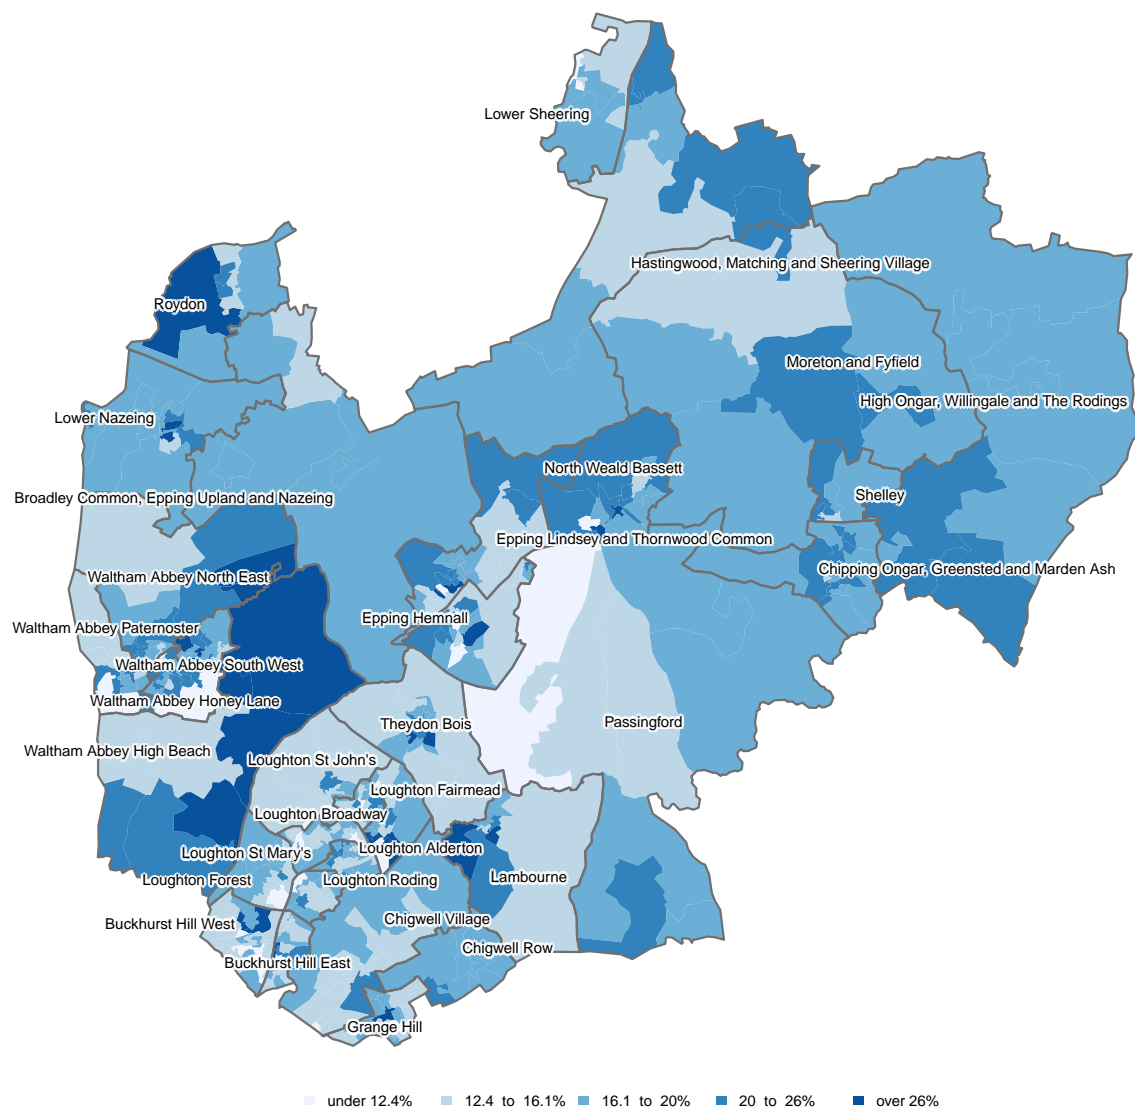 Lower Sheering
Hastingwood, Matching and Sheering Village
Roydon
Moreton and Fyfield
High Ongar, Willingale and The Rodings
Lower Nazeing
North Weald Bassett
Shelley
Broadley Common, Epping Upland and Nazeing
Epping Lindsey and Thornwood Common
Chipping Ongar, Greensted and Marden Ash
Waltham Abbey North East
Epping Hemnall
Waltham Abbey Paternoster
Waltham Abbey South West
Waltham Abbey Honey Lane
Theydon Bois
Passingford
Waltham Abbey High Beach
Loughton St John's
Loughton Fairmead
Loughton Broadway
Loughton Alderton
Loughton St Mary's
Lambourne
Loughton Forest
Loughton Roding
Chigwell Village
Buckhurst Hill West
Chigwell Row
Buckhurst Hill East
Grange Hill
under 12.4% 12.4 to 16.1% 16.1 to 20% 20 to 26% over 26%